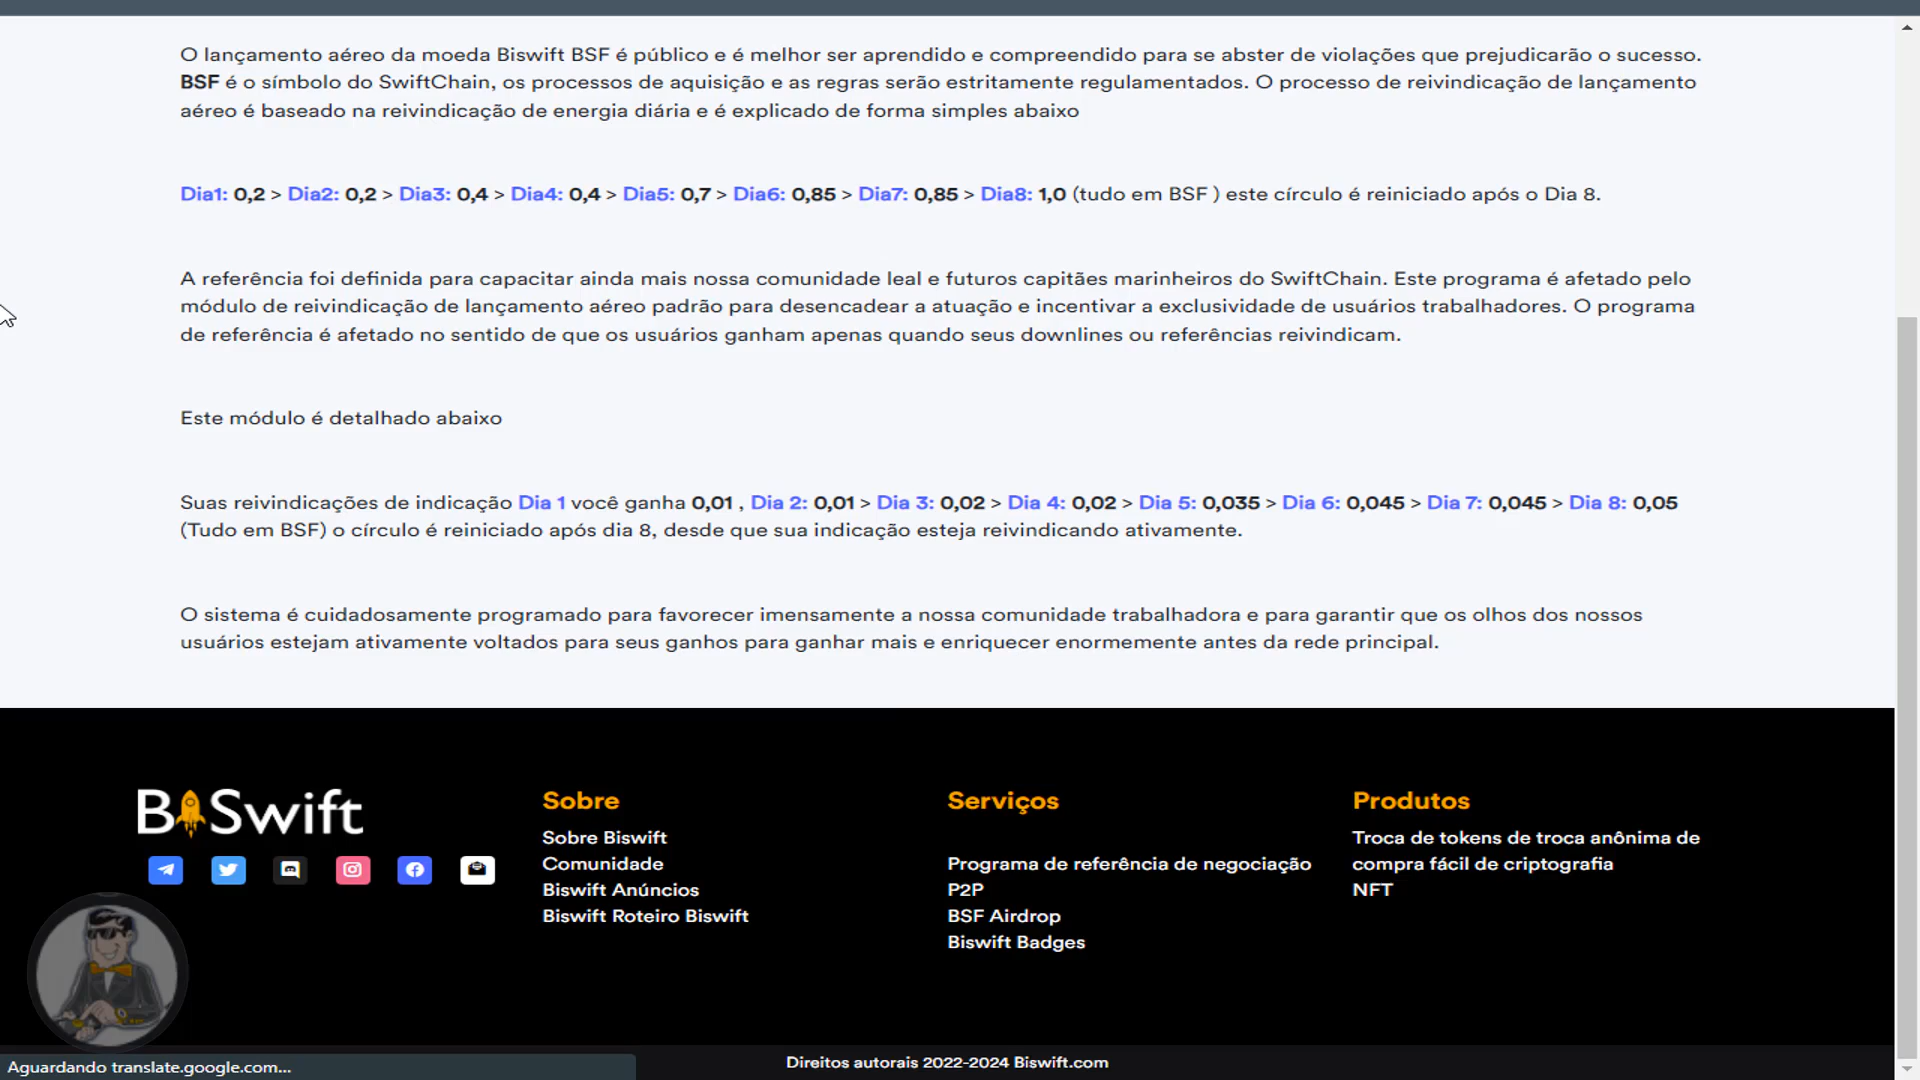 O lançamento aéreo da moeda Biswift BSF é público e é melhor ser aprendido e compreendido para se abster de violações que prejudicarão o sucesso.
BSF é o símbolo do SwiftChain, os processos de aquisição e as regras serão estritamente regulamentados. O processo de reivindicação de lançamento
aéreo é baseado na reivindicação de energia diária e é explicado de forma simples abaixo
Dia1: 0,2 > Dia2: 0,2 > Dia3: 0,4 > Dia4: 0,4 > Dia5: 0,7 > Dia6: 0,85 > Dia7: 0,85 > Dia8: 1,0 (tudo em BSF ) este círculo é reiniciado após o Dia 8.
A referência foi definida para capacitar ainda mais nossa comunidade leal e futuros capitães marinheiros do SwiftChain. Este programa é afetado pelo
módulo de reivindicação de lançamento aéreo padrão para desencadear a atuação e incentivar a exclusividade de usuários trabalhadores. O programa
de referência é afetado no sentido de que os usuários ganham apenas quando seus downlines ou referências reivindicam.
Este módulo é detalhado abaixo
Suas reivindicações de indicação Dia 1 você ganha 0,01 , Dia 2: 0,01 > Dia 3: 0,02 > Dia 4: 0,02 > Dia 5: 0,035 > Dia 6: 0,045 > Dia 7: 0,045 > Dia 8: 0,05
(Tudo em BSF) o círculo é reiniciado após dia 8, desde que sua indicação esteja reivindicando ativamente.
O sistema é cuidadosamente programado para favorecer imensamente a nossa comunidade trabalhadora e para garantir que os olhos dos nossos
usuários estejam ativamente voltados para seus ganhos para ganhar mais e enriquecer enormemente antes da rede principal.
BiSwift
Sobre
Sobre Biswift
Comunidade
Biswift Anúncios
Biswift Roteiro Biswift
Serviços
Programa de referência de negociação
P2P
BSF Airdrop
Biswift Badges
Produtos
Troca de tokens de troca anônima de
compra fácil de criptografia
NFT
Aguardando translate.google.com...
Direitos autorais 2022-2024 Biswift.com